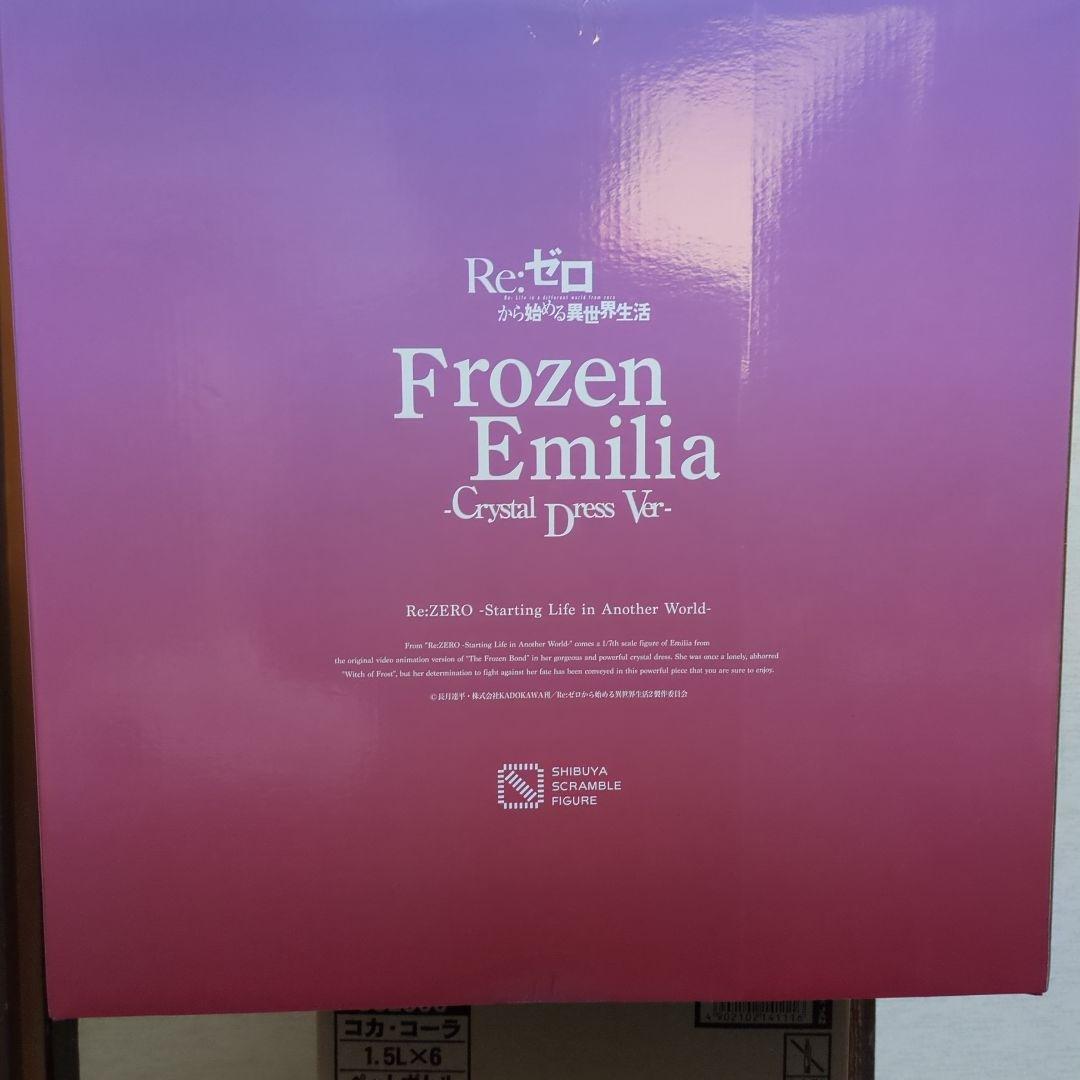 Re:ゼロ
Re: Life in a different world from zero
から始める異世界生活
Frozen
Emilia
-Crystal Dress Ver-
Re:ZERO -Starting Life in Another World-
From "Re:ZERO -Starting Life in Another World-" comes a 1/7th scale figure of Emilia from
the original video animation version of "The Frozen Bond" in her gorgeous and powerful crystal dress. She was once a lonely, abhorred
"Witch of Frost", but her determination to fight against her fate has been conveyed in this powerful piece that you are sure to enjoy.
©長月達平・株式会社KADOKAWA刊／Re:ゼロから始める異世界生活2製作委員会
SHIBUYA
SCRAMBLE
FIGURE
コカ・コーラ
1.5L×6
4902102141116